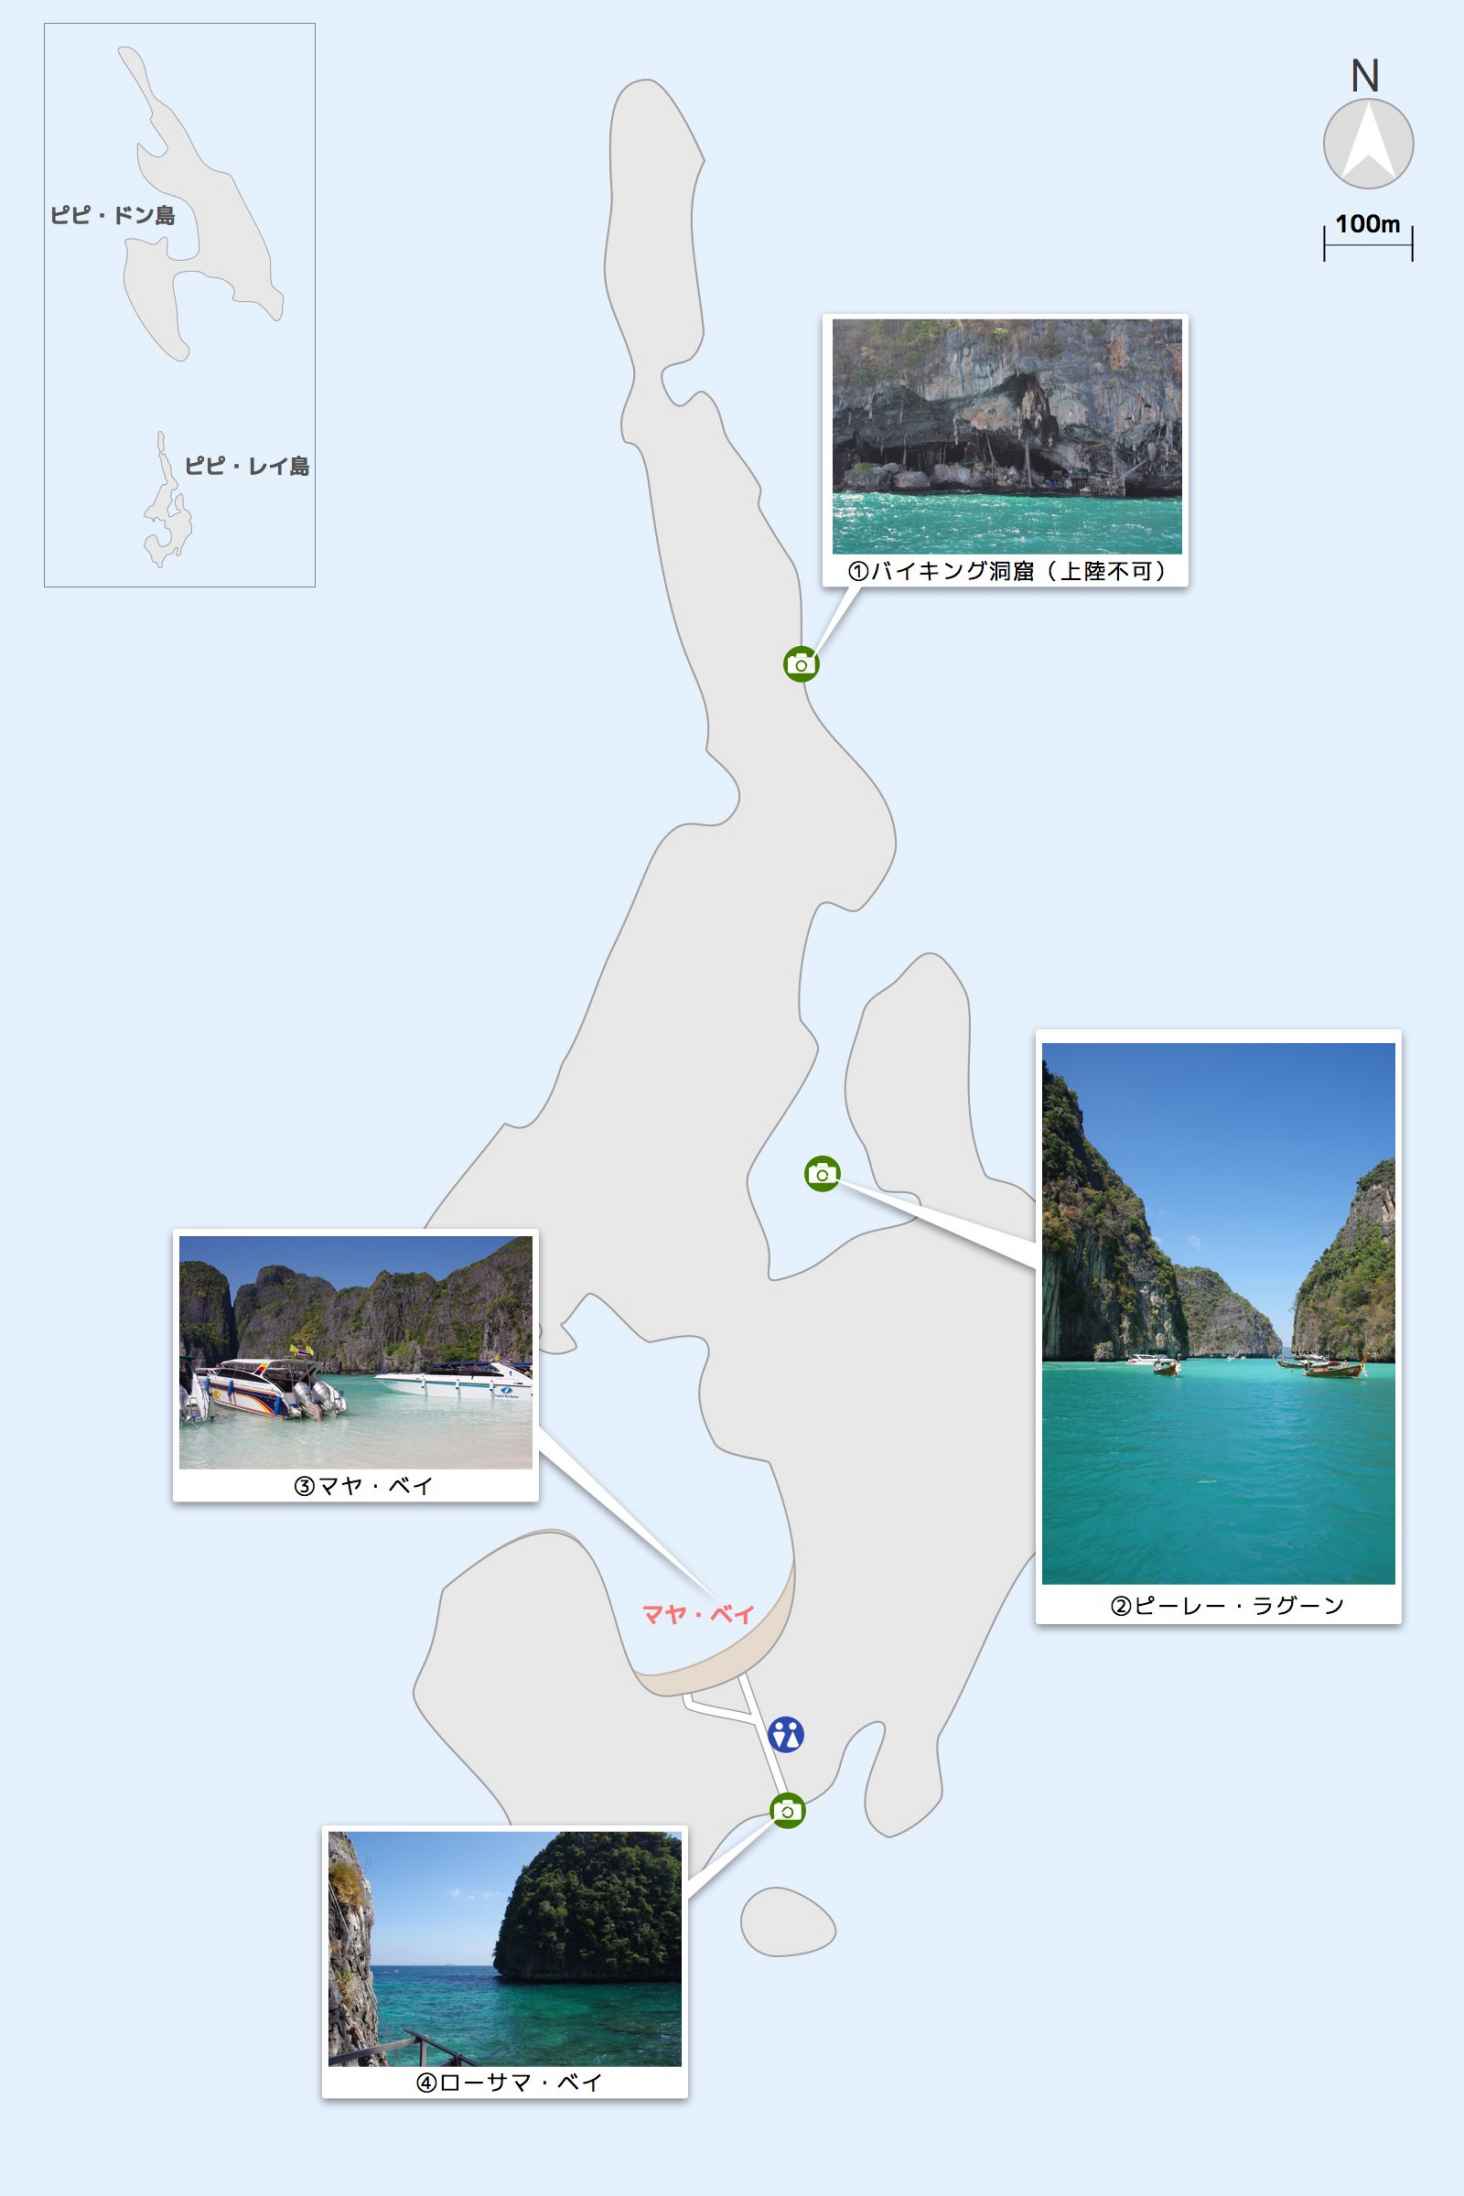 N
100m
ピピ・ドン島
ピピ・レイ島
①バイキング洞窟（上陸不可）
②ピーレー・ラグーン
③マヤ・ベイ
マヤ・ベイ
④ローサマ・ベイ